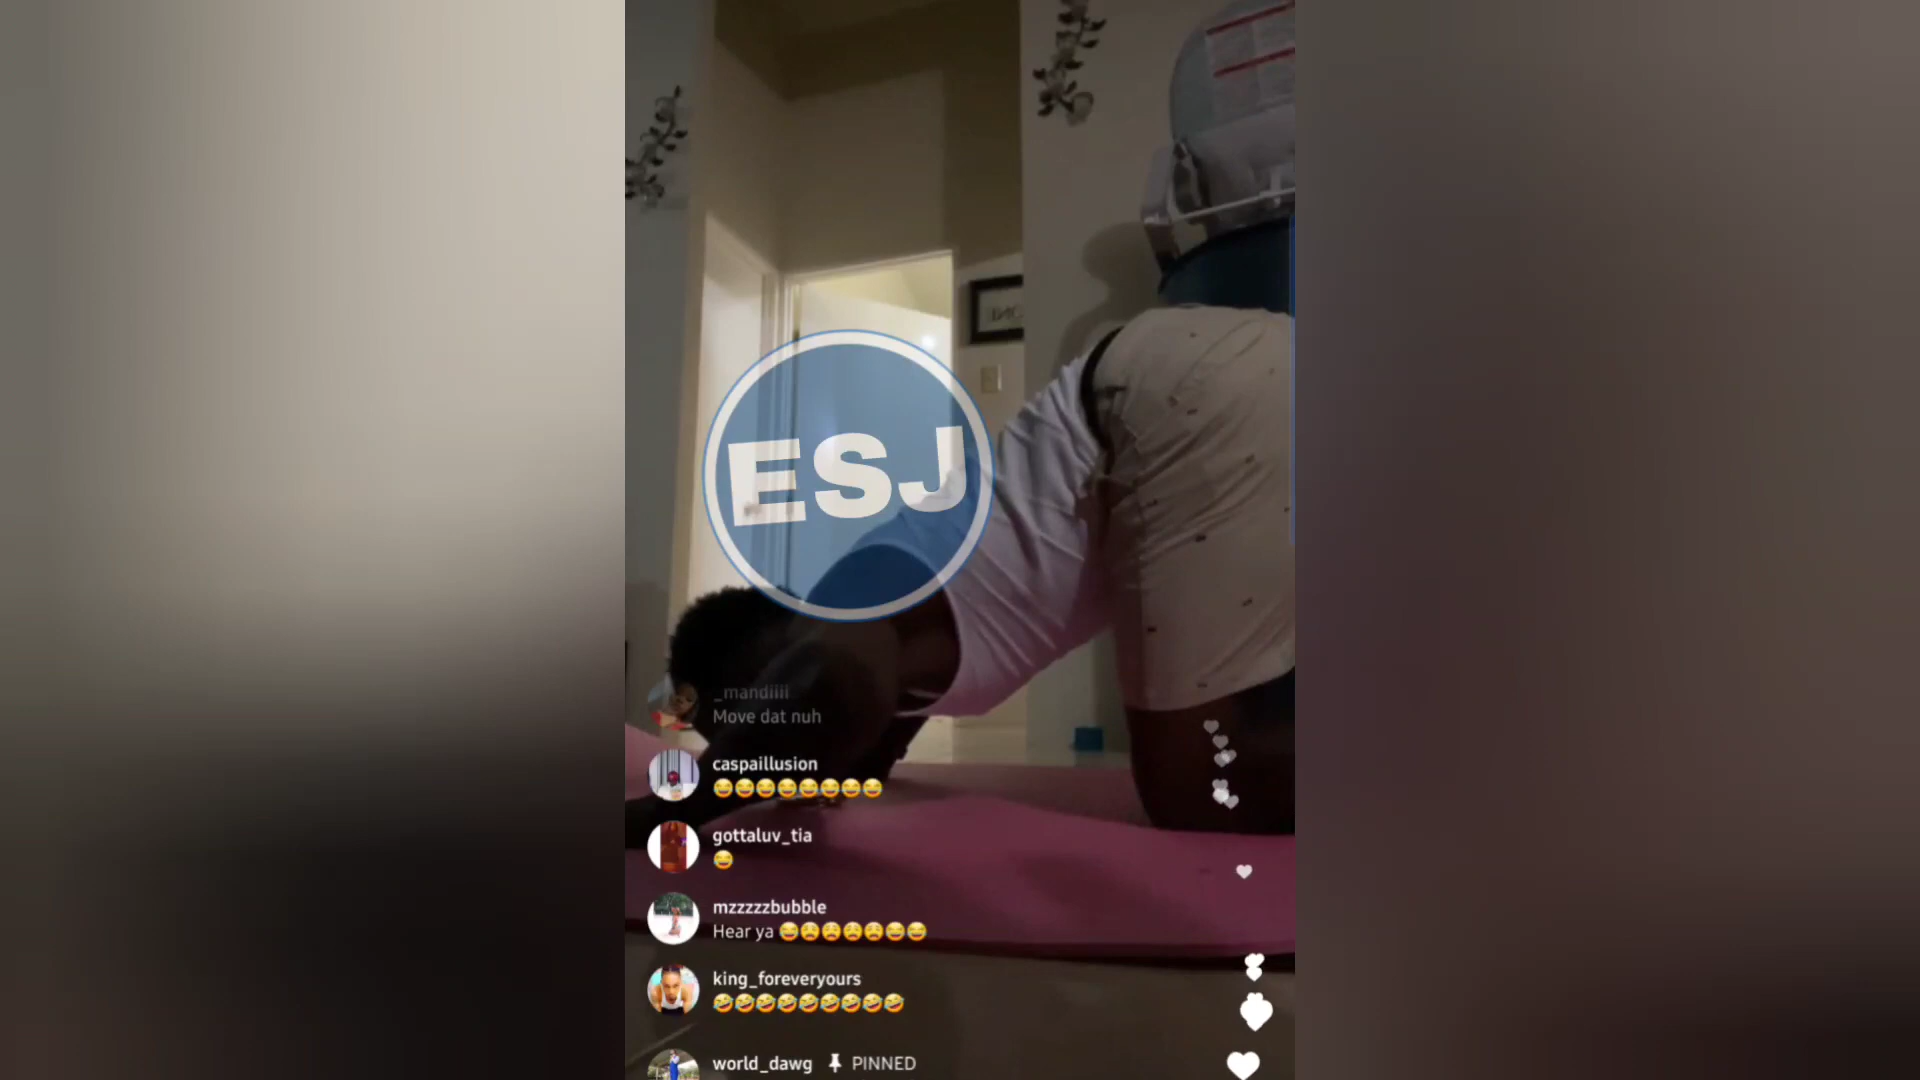 ESJ
_mandiiii
Move dat nuh
caspaillusion
😂😂😂😂😂😂😂😂
gottaluv_tia
😂
mzzzzzbubble
Hear ya 😂😩😩😩😩😂😂
king_foreveryours
🤣🤣🤣🤣🤣🤣🤣🤣🤣
world_dawg 📌 PINNED